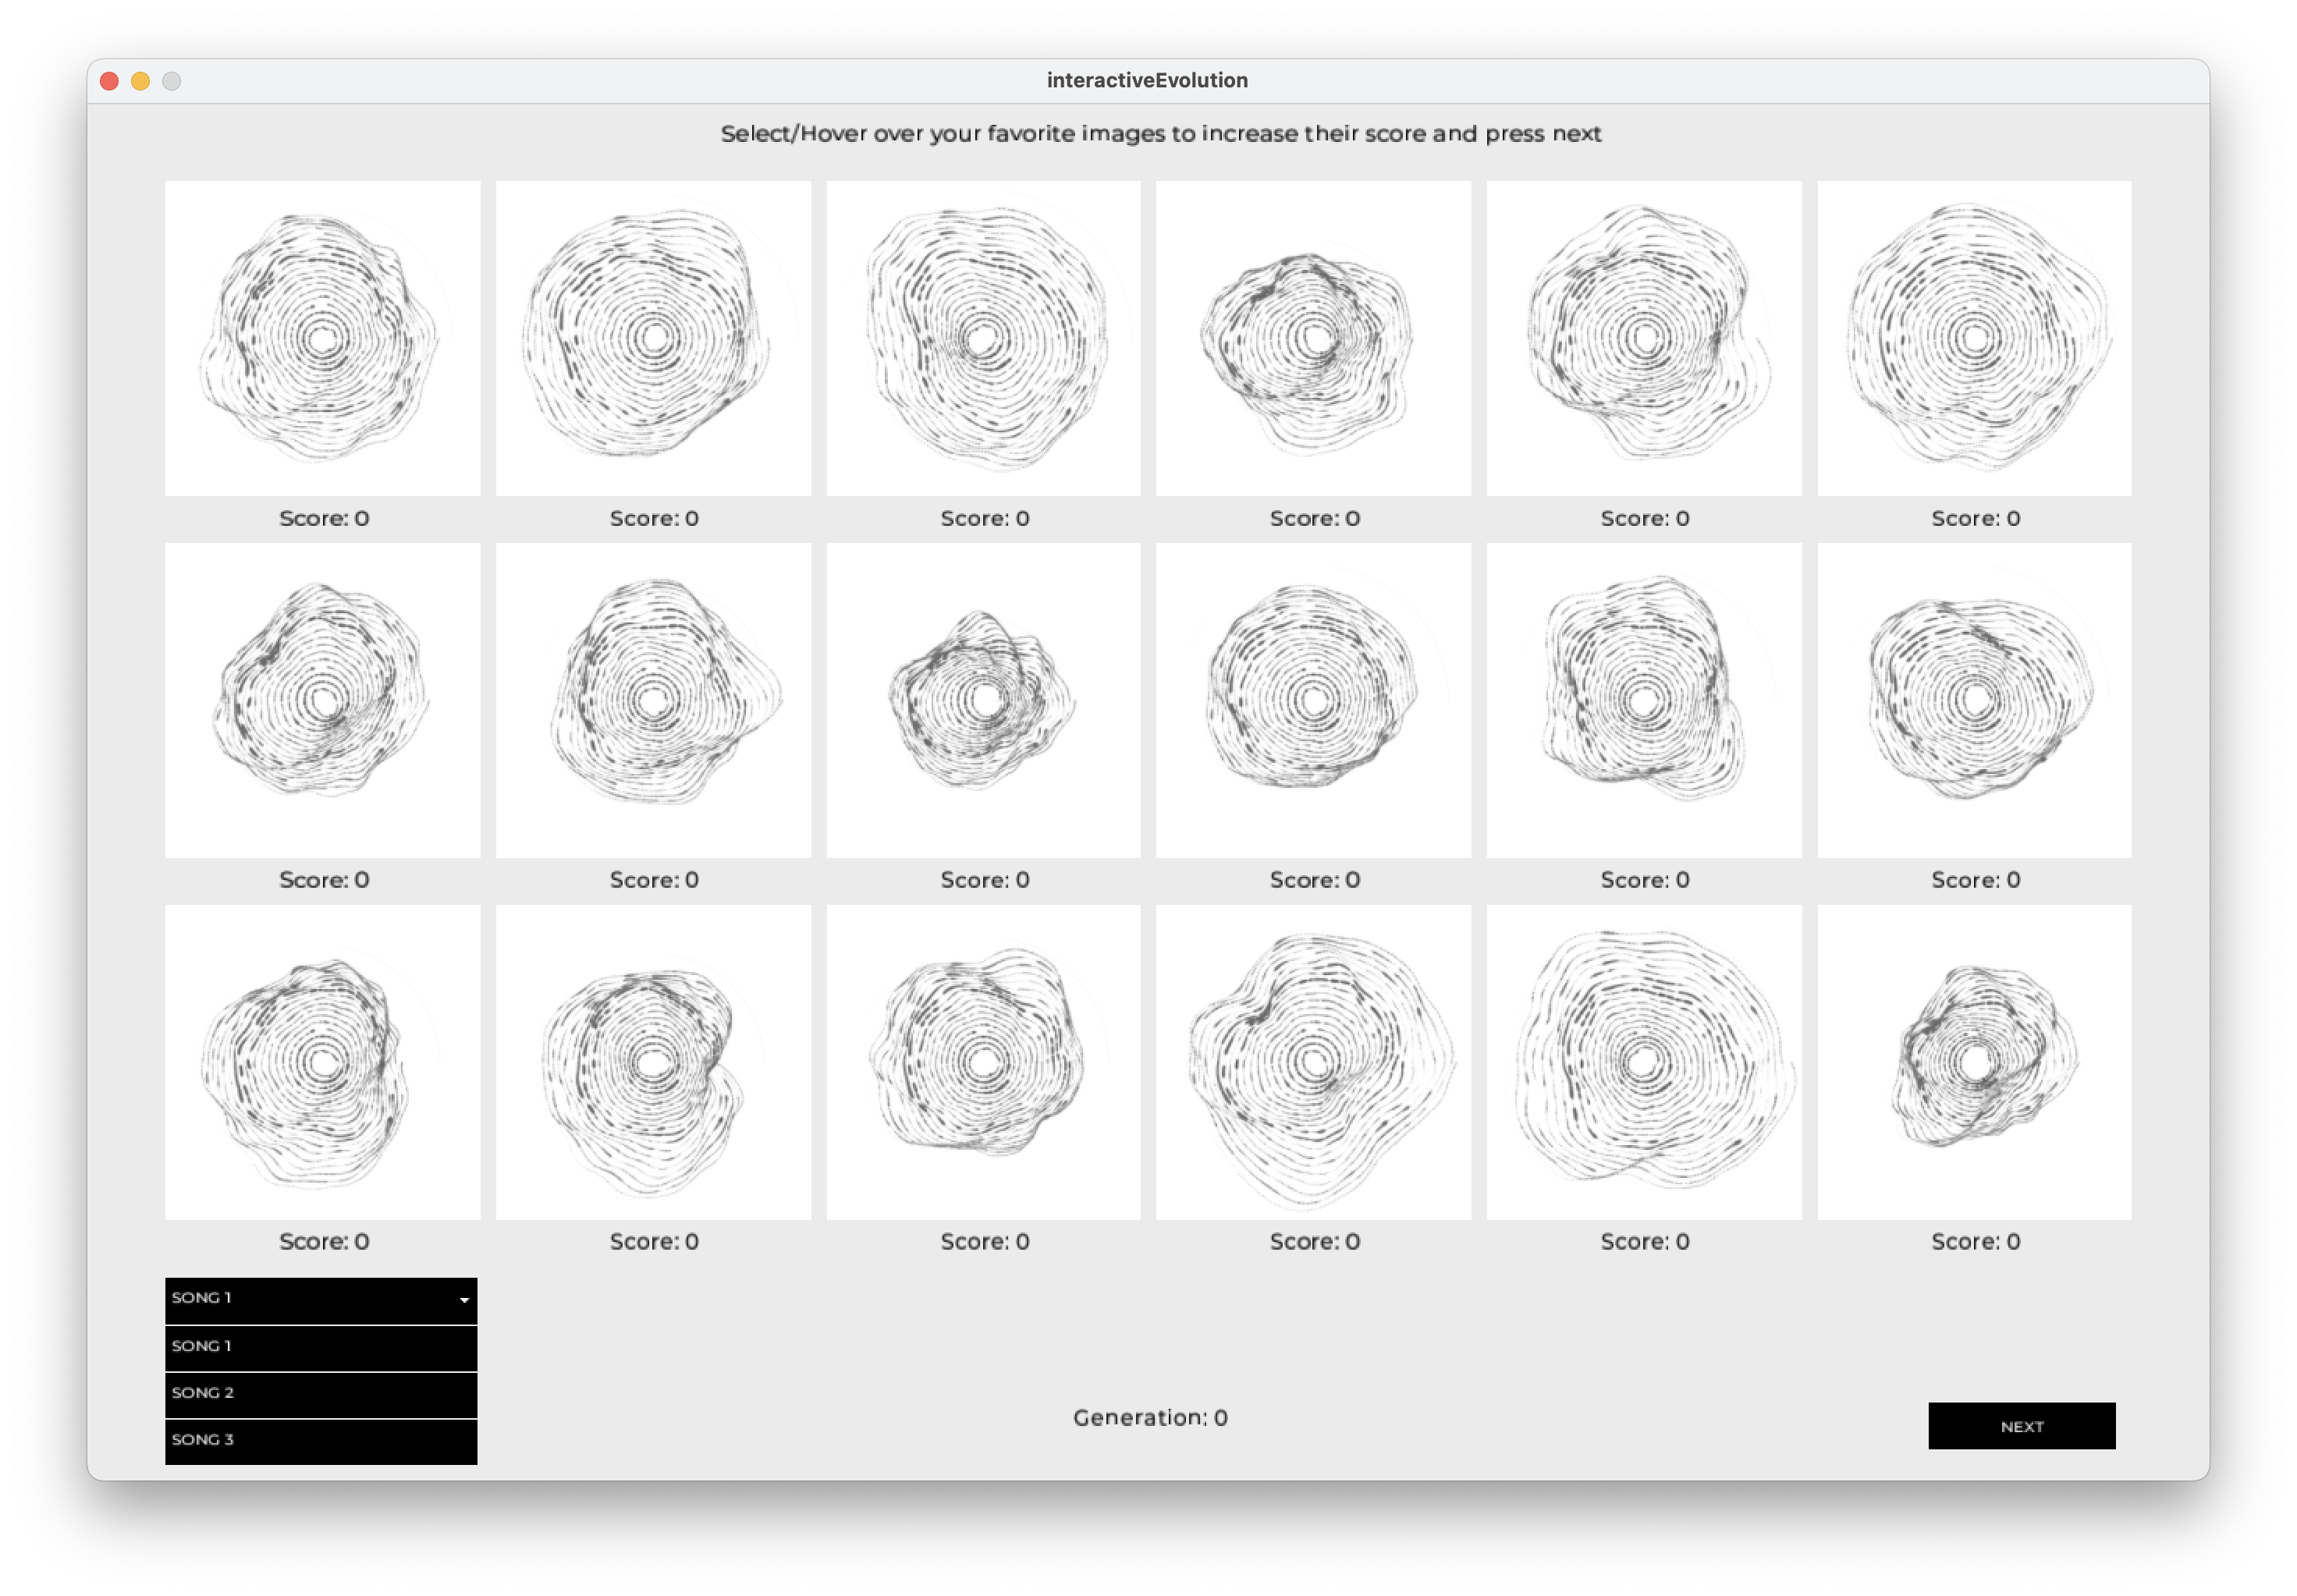 interactiveEvolution
Select/Hover over your favorite images to increase their score and press next
Score: 0 Score: 0 Score: 0 Score: 0 Score: 0 Score: 0
Score: 0 Score: 0 Score: 0 Score: 0 Score: 0 Score: 0
Score: 0 Score: 0 Score: 0 Score: 0 Score: 0 Score: 0
SONG 1
SONG 1
SONG 2
SONG 3
Generation: 0
NEXT